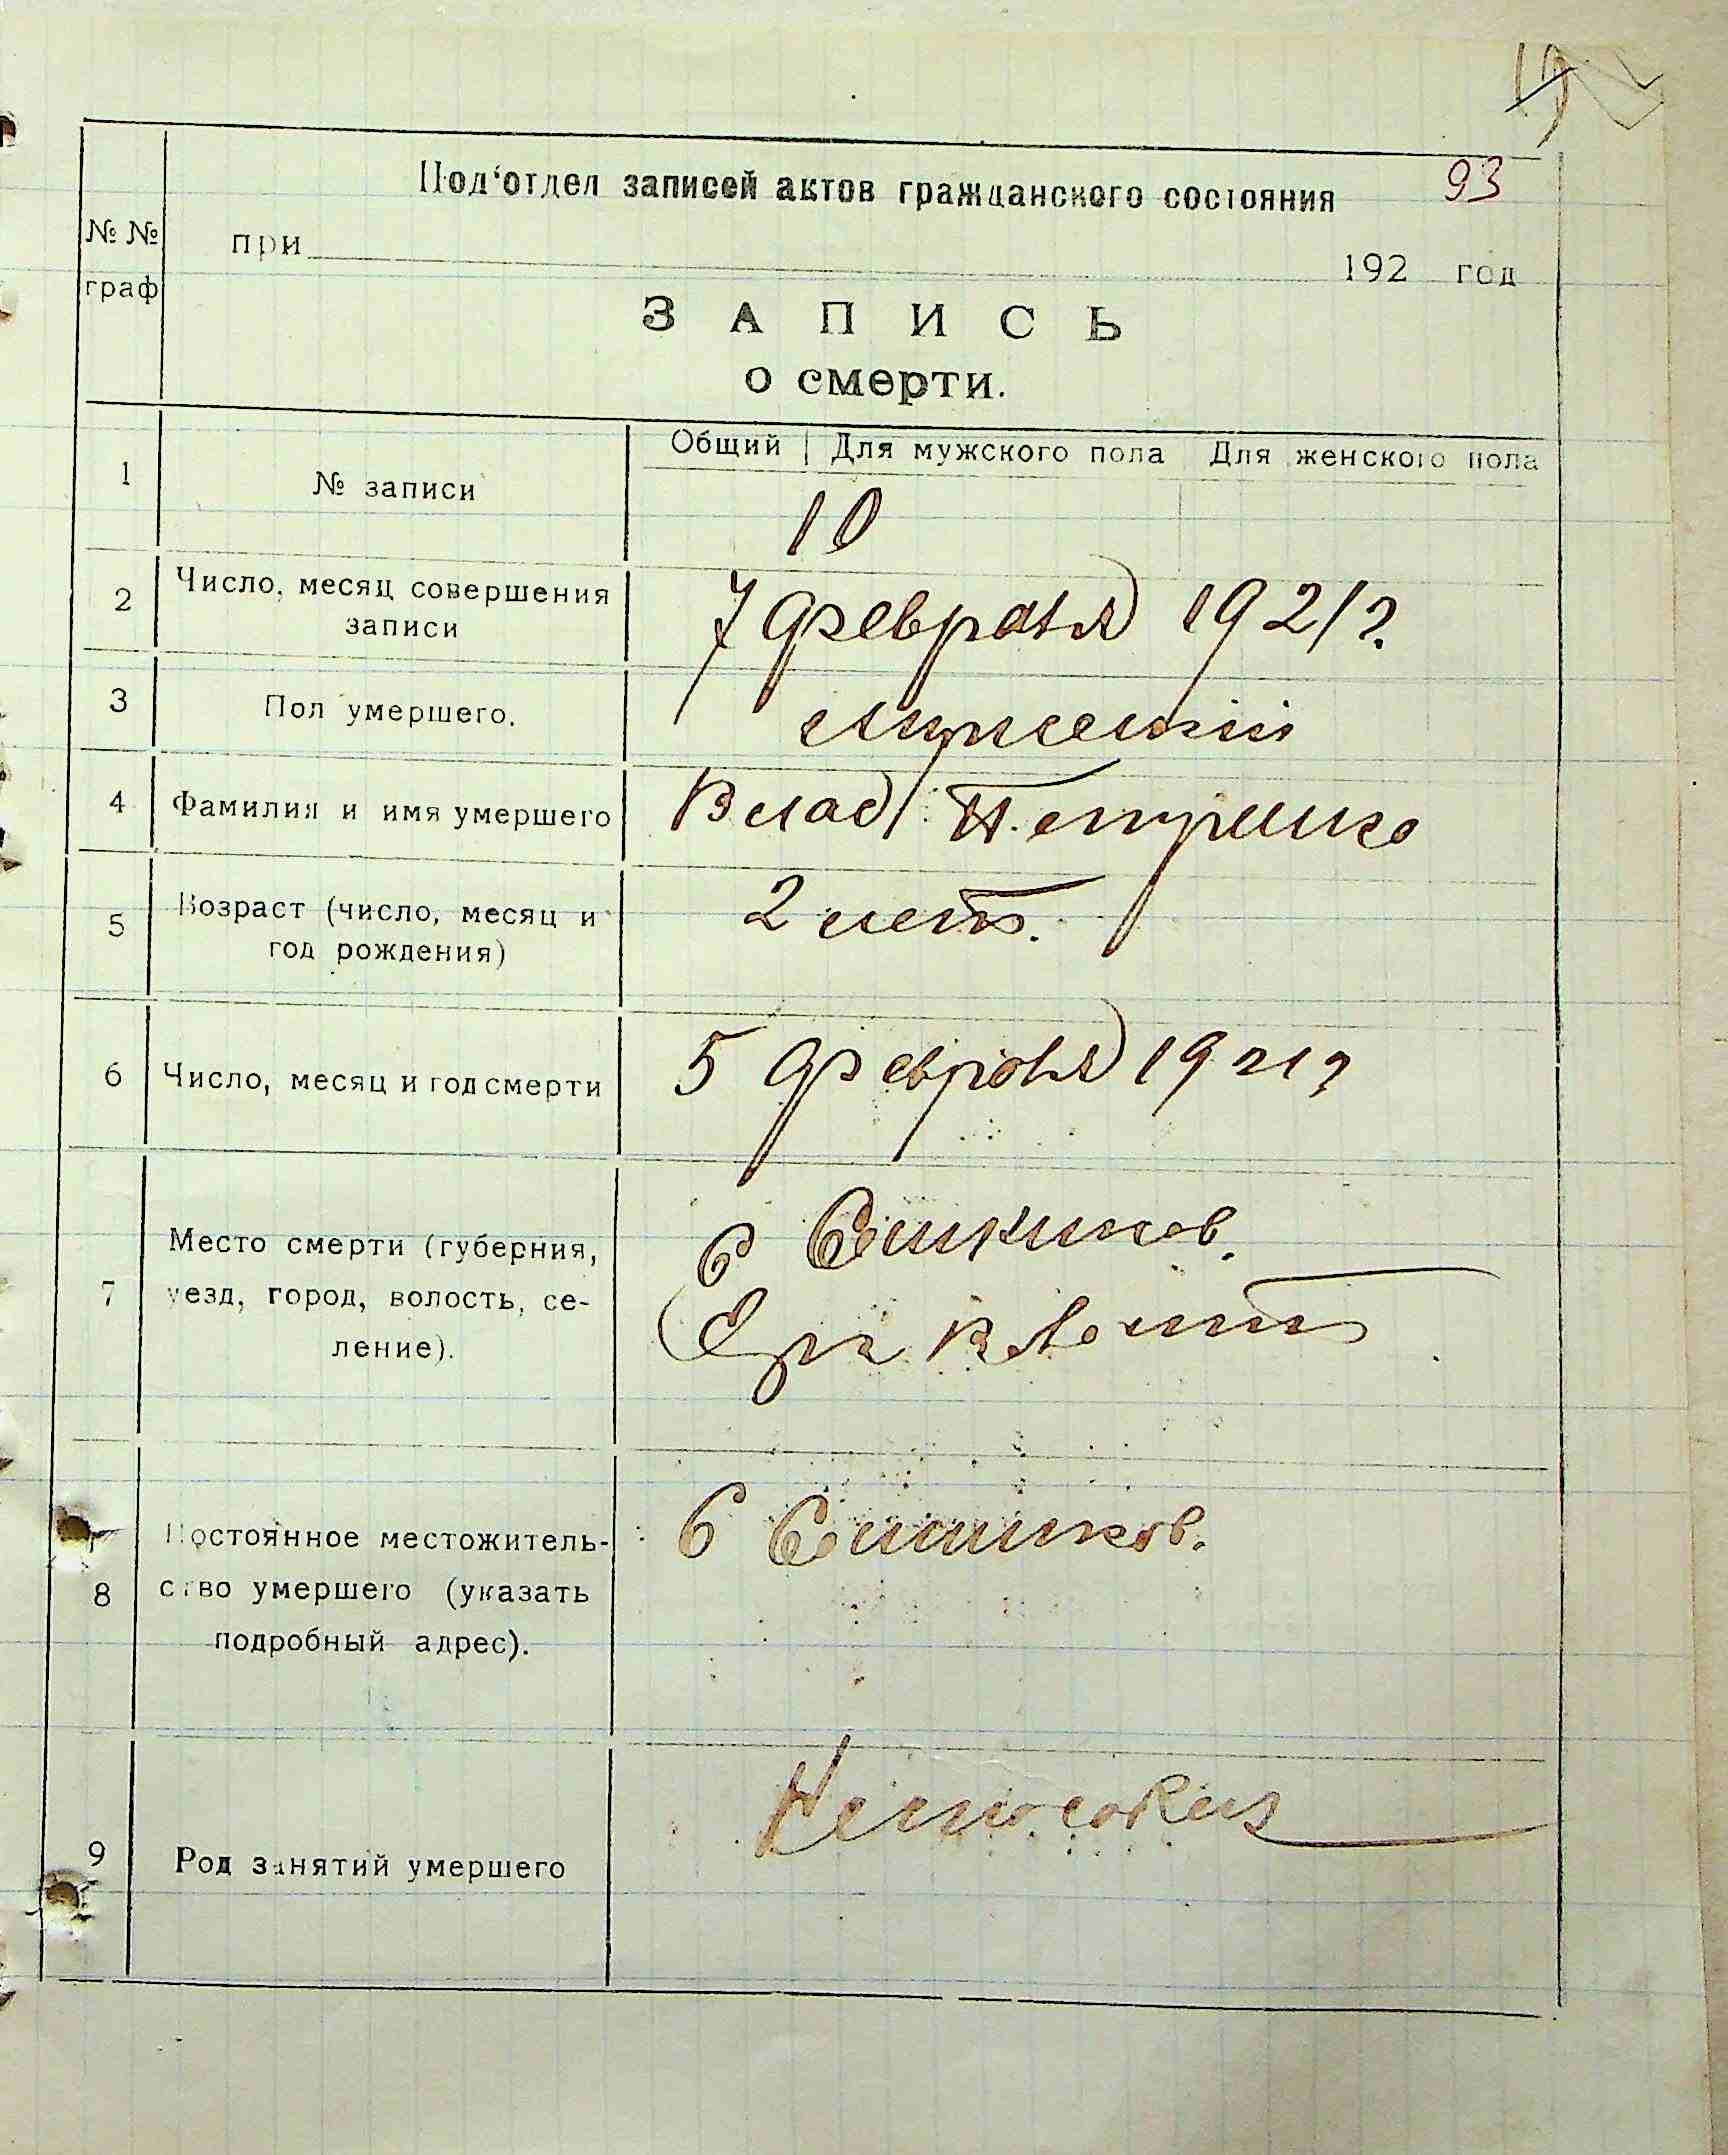 19
93
Под'отдел записей актов гражданского состояния
№ № граф
при 192 год
ЗАПИСЬ
о смерти.
Общий Для мужского пола Для женского пола
1 № записи 10
2 Число, месяц совершения
записи
7 февраля 1921 г.
3 Пол умершего. мужский
4 Фамилия и имя умершего Влад
5 Возраст (число, месяц и
год рождения)
2 лет.
6 Число, месяц и год смерти 5 февраля 1921 г
7 Место смерти (губерния,
уезд, город, волость, се-
ление).
С
8 Постоянное местожитель-
ство умершего (указать
подробный адрес).
С
9 Род занятий умершего